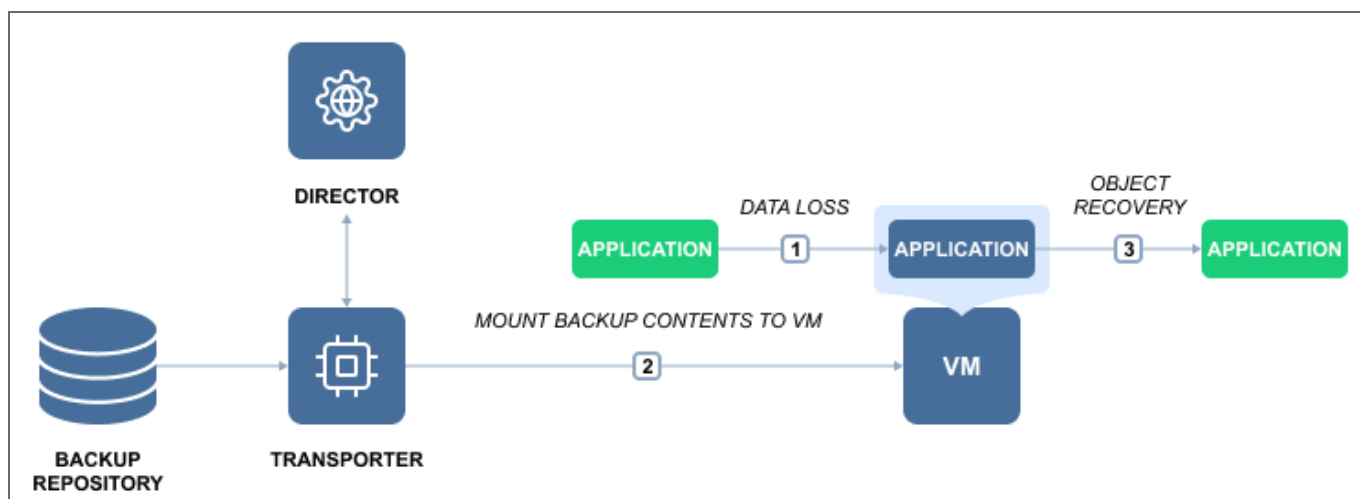 DIRECTOR
DATA LOSS
OBJECT
RECOVERY
APPLICATION
1
APPLICATION
3
APPLICATION
MOUNT BACKUP CONTENTS TO VM
2
VM
BACKUP
REPOSITORY
TRANSPORTER